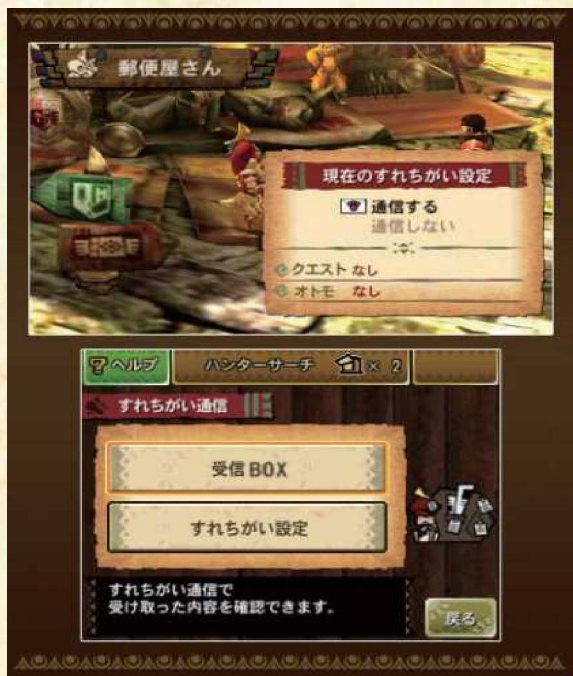 郵便屋さん
現在のすれちがい設定
通信する
通信しない
クエスト なし
オトモ なし
?ヘルプ
ハンターサーチ × 2
すれちがい通信
受信BOX
すれちがい設定
すれちがい通信で
受け取った内容を確認できます。
戻る